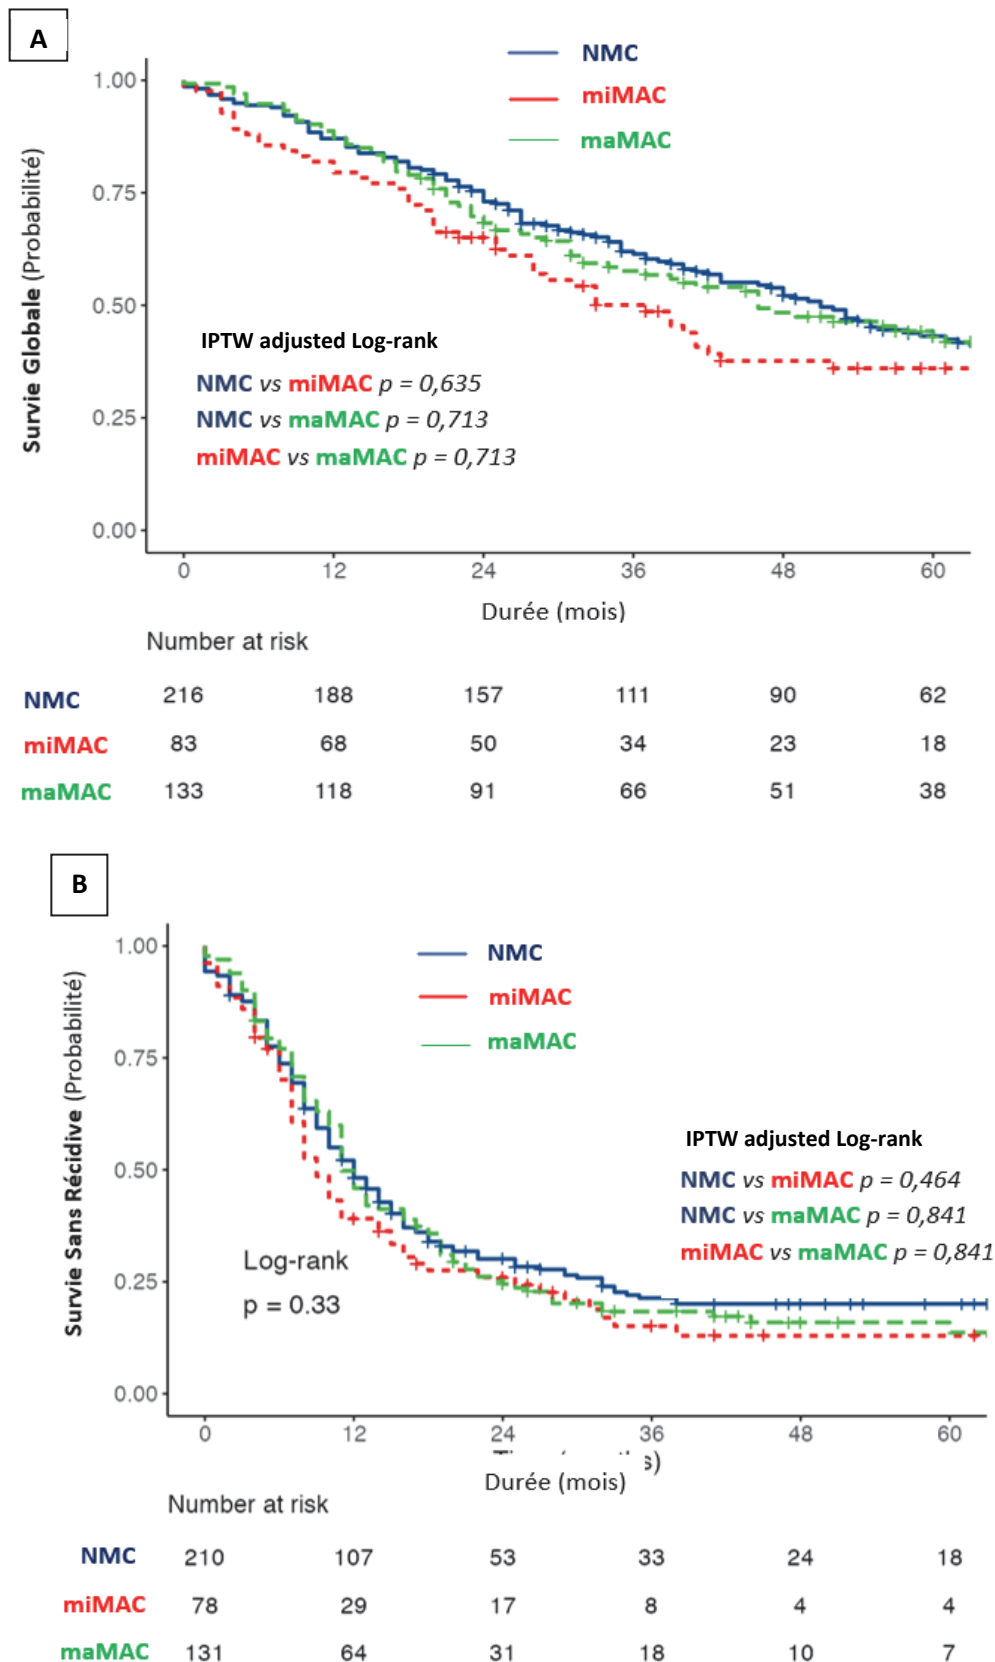 A
NMC
miMAC
maMAC
1.00
0.75
0.50
0.25
0.00
Survie Globale (Probabilité)
IPTW adjusted Log-rank
NMC vs miMAC p = 0,635
NMC vs maMAC p = 0,713
miMAC vs maMAC p = 0,713
0 12 24 36 48 60
Durée (mois)
Number at risk
NMC 216 188 157 111 90 62
miMAC 83 68 50 34 23 18
maMAC 133 118 91 66 51 38
B
NMC
miMAC
maMAC
1.00
0.75
0.50
0.25
0.00
Survie Sans Récidive (Probabilité)
IPTW adjusted Log-rank
NMC vs miMAC p = 0,464
NMC vs maMAC p = 0,841
miMAC vs maMAC p = 0,841
Log-rank
p = 0.33
0 12 24 36 48 60
Durée (mois)
Number at risk
NMC 210 107 53 33 24 18
miMAC 78 29 17 8 4 4
maMAC 131 64 31 18 10 7